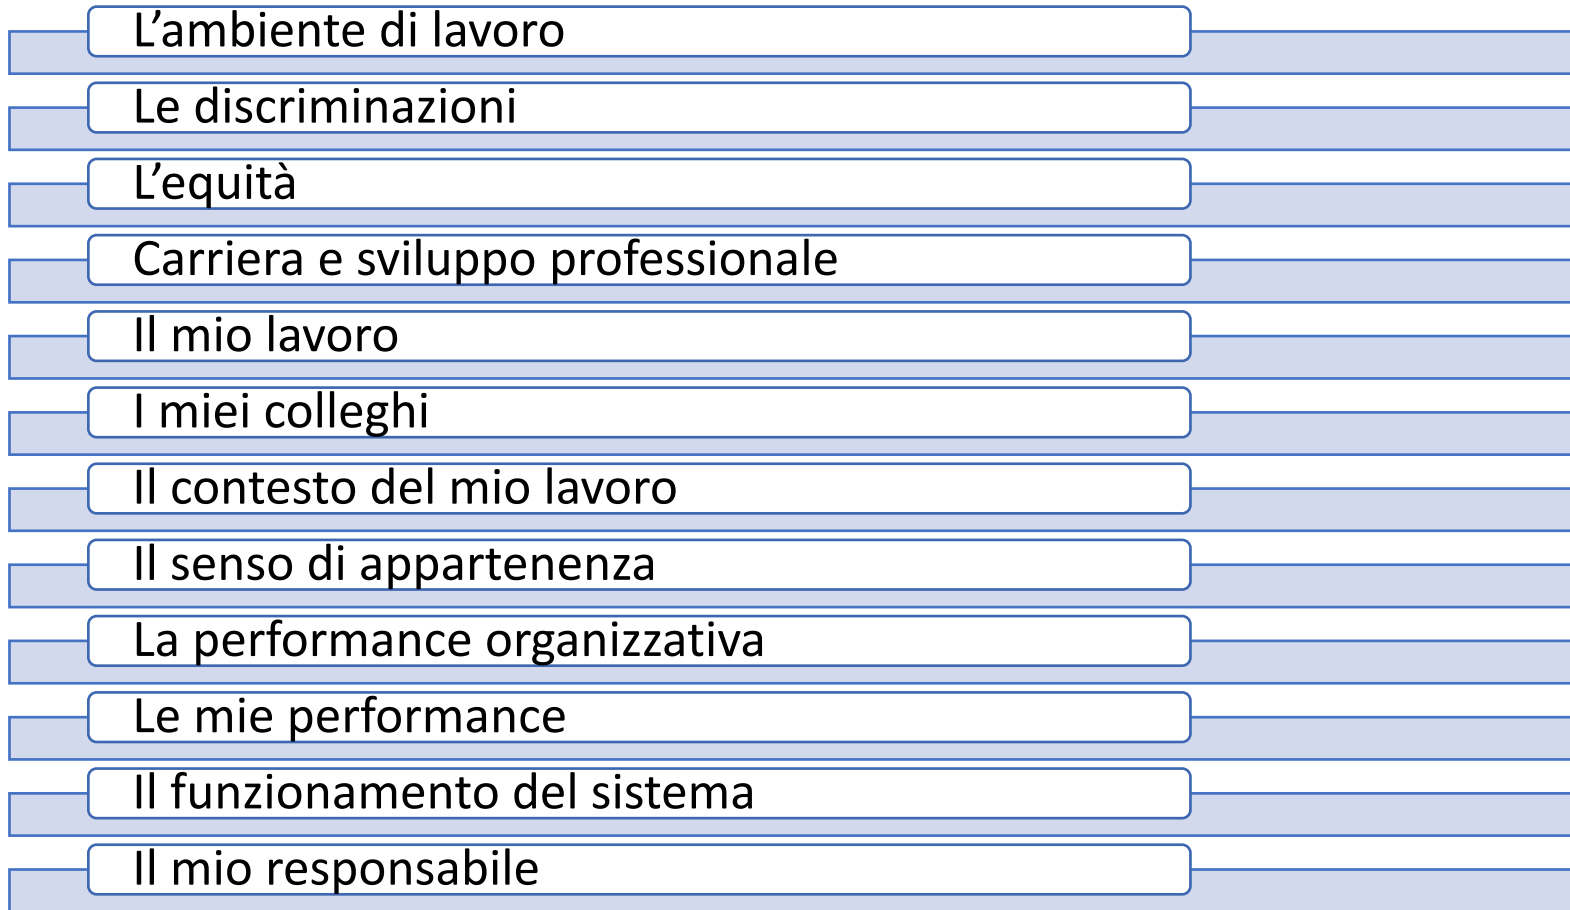 L’ambiente di lavoro
Le discriminazioni
L’equità
Carriera e sviluppo professionale
Il mio lavoro
I miei colleghi
Il contesto del mio lavoro
Il senso di appartenenza
La performance organizzativa
Le mie performance
Il funzionamento del sistema
Il mio responsabile